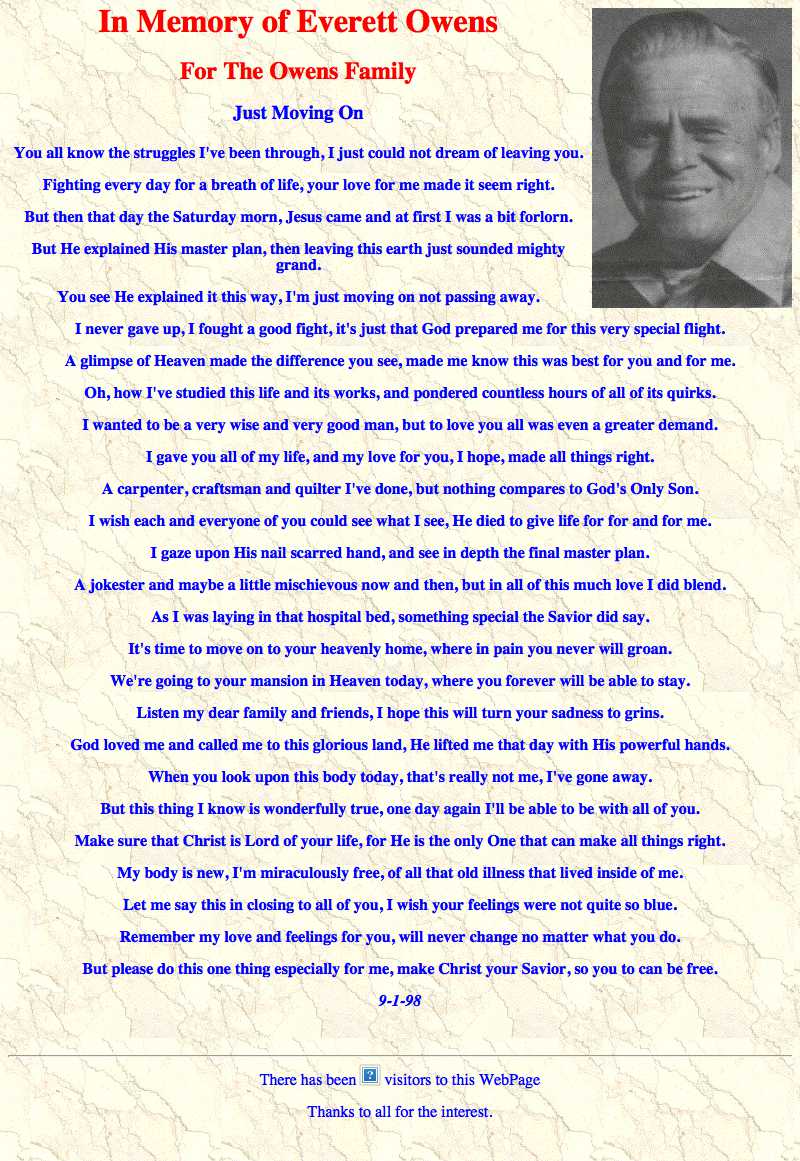 In Memory of Everett Owens
For The Owens Family
Just Moving On
You all know the struggles I've been through, I just could not dream of leaving you.
Fighting every day for a breath of life, your love for me made it seem right.
But then that day the Saturday morn, Jesus came and at first I was a bit forlorn.
But He explained His master plan, then leaving this earth just sounded mighty
grand.
You see He explained it this way, I'm just moving on not passing away.
I never gave up, I fought a good fight, it's just that God prepared me for this very special flight.
A glimpse of Heaven made the difference you see, made me know this was best for you and for me.
Oh, how I've studied this life and its works, and pondered countless hours of all of its quirks.
I wanted to be a very wise and very good man, but to love you all was even a greater demand.
I gave you all of my life, and my love for you, I hope, made all things right.
A carpenter, craftsman and quilter I've done, but nothing compares to God's Only Son.
I wish each and everyone of you could see what I see, He died to give life for for and for me.
I gaze upon His nail scarred hand, and see in depth the final master plan.
A jokester and maybe a little mischievous now and then, but in all of this much love I did blend.
As I was laying in that hospital bed, something special the Savior did say.
It's time to move on to your heavenly home, where in pain you never will groan.
We're going to your mansion in Heaven today, where you forever will be able to stay.
Listen my dear family and friends, I hope this will turn your sadness to grins.
God loved me and called me to this glorious land, He lifted me that day with His powerful hands.
When you look upon this body today, that's really not me, I've gone away.
But this thing I know is wonderfully true, one day again I'll be able to be with all of you.
Make sure that Christ is Lord of your life, for He is the only One that can make all things right.
My body is new, I'm miraculously free, of all that old illness that lived inside of me.
Let me say this in closing to all of you, I wish your feelings were not quite so blue.
Remember my love and feelings for you, will never change no matter what you do.
But please do this one thing especially for me, make Christ your Savior, so you to can be free.
9-1-98
There has been ? visitors to this WebPage
Thanks to all for the interest.